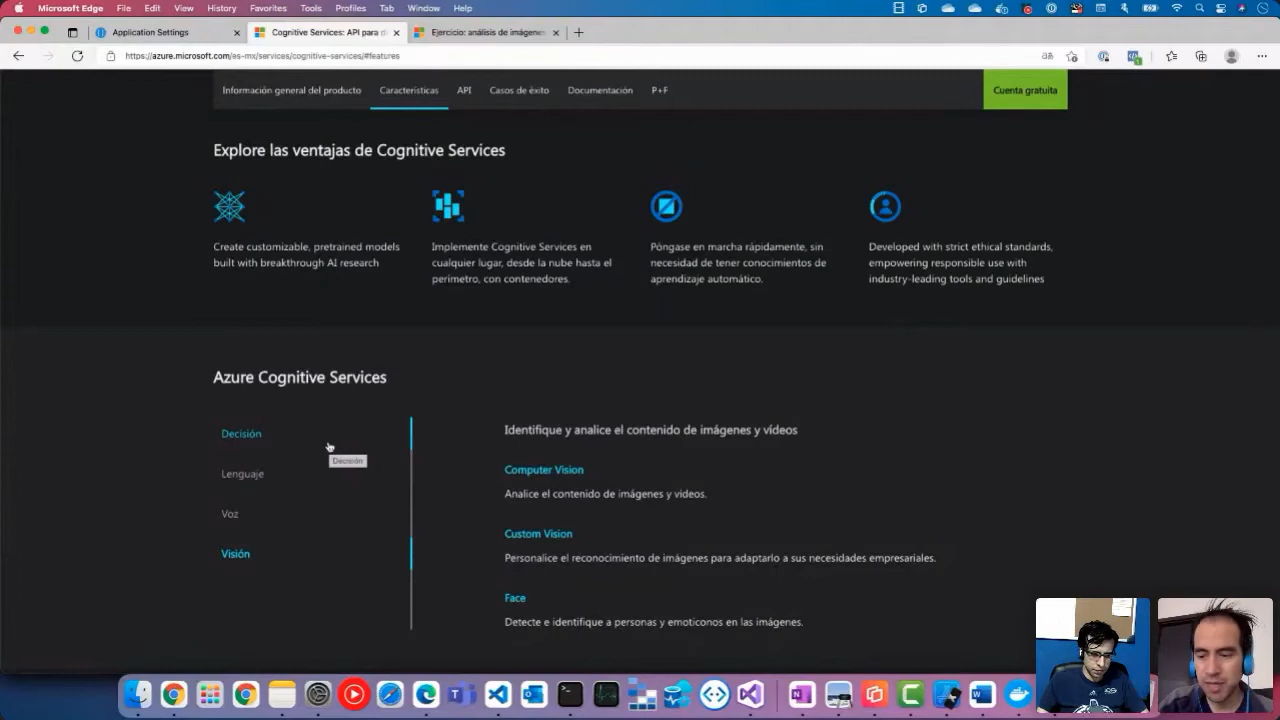 Microsoft Edge File Edit View History Favorites Tools Profiles Tab Window Help
Application Settings
Cognitive Services: API para d
Ejercicio: análisis de imágenes
https://azure.microsoft.com/es-mx/services/cognitive-services/#features
Información general del producto Características API Casos de éxito Documentación P+F Cuenta gratuita
Explore las ventajas de Cognitive Services
Create customizable, pretrained models
built with breakthrough AI research
Implemente Cognitive Services en
cualquier lugar, desde la nube hasta el
perímetro, con contenedores.
Póngase en marcha rápidamente, sin
necesidad de tener conocimientos de
aprendizaje automático.
Developed with strict ethical standards,
empowering responsible use with
industry-leading tools and guidelines
Azure Cognitive Services
Decisión
Decisión
Lenguaje
Voz
Visión
Identifique y analice el contenido de imágenes y vídeos
Computer Vision
Analice el contenido de imágenes y videos.
Custom Vision
Personalice el reconocimiento de imágenes para adaptarlo a sus necesidades empresariales.
Face
Detecte e identifique a personas y emoticonos en las imágenes.